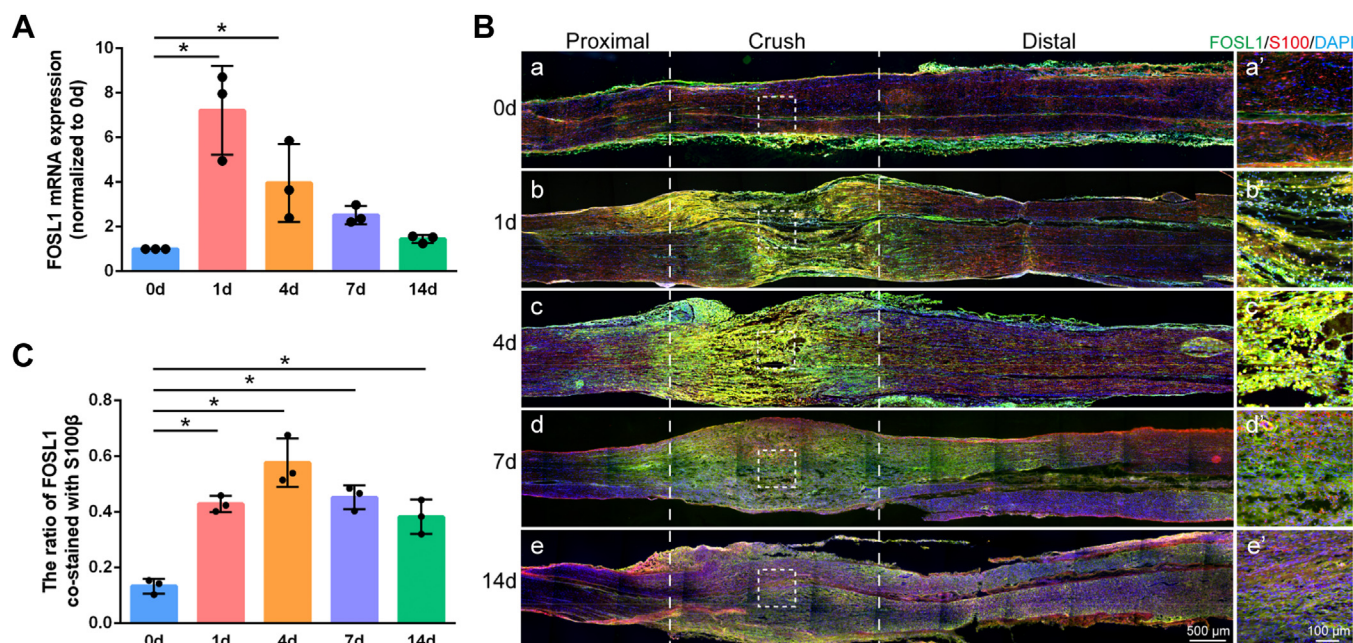 A
FOSL1 mRNA expression
(normalized to 0d)
10
8
6
4
2
0
* *
0d 1d 4d 7d 14d
B
Proximal Crush Distal FOSL1/S100/DAPI
0d a a'
1d b b'
4d c c'
7d d d'
14d e e'
500 μm 100 μm
C
The ratio of FOSL1
co-stained with S100β
0.8
0.6
0.4
0.2
0.0
* * * *
0d 1d 4d 7d 14d